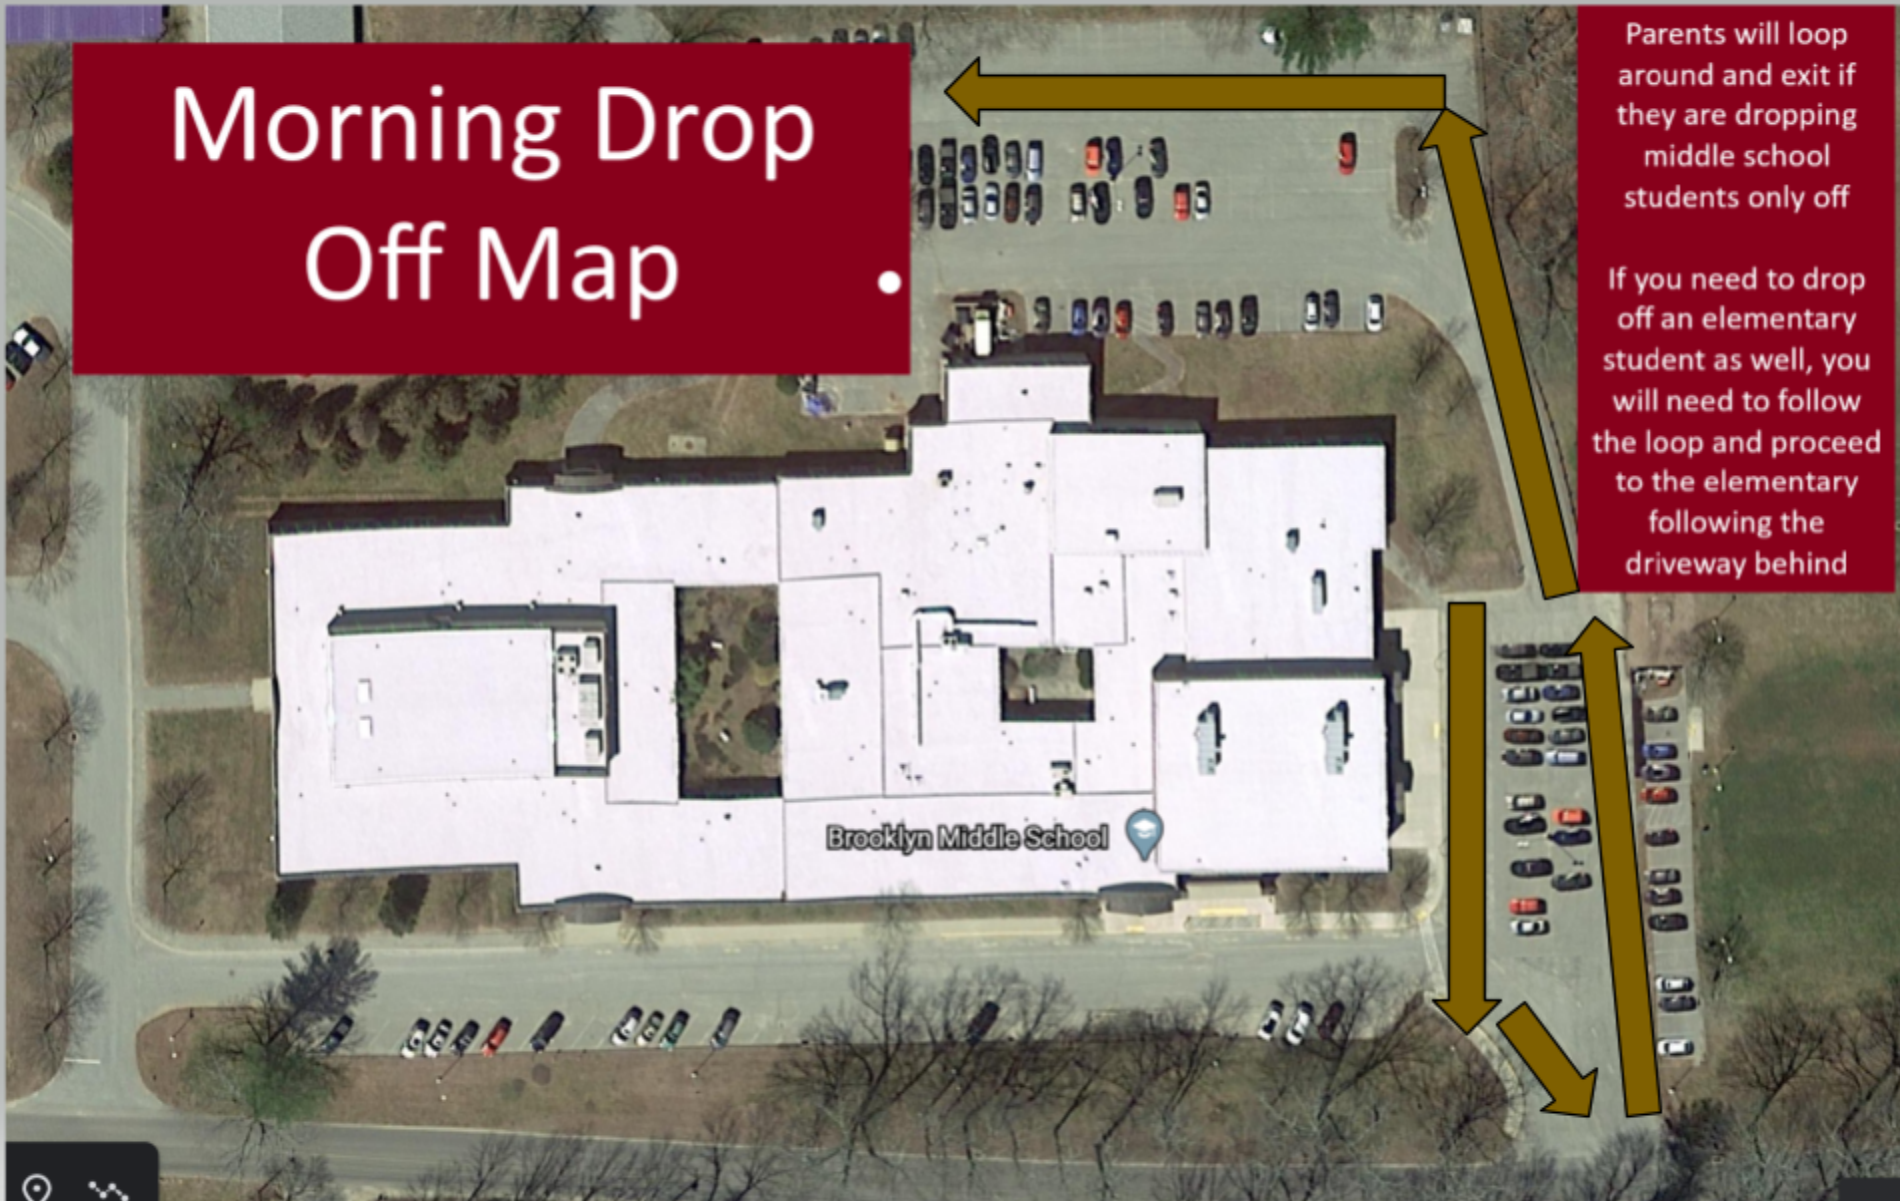 Morning Drop
Off Map
Parents will loop
around and exit if
they are dropping
middle school
students only off
If you need to drop
off an elementary
student as well, you
will need to follow
the loop and proceed
to the elementary
following the
driveway behind
Brooklyn Middle School